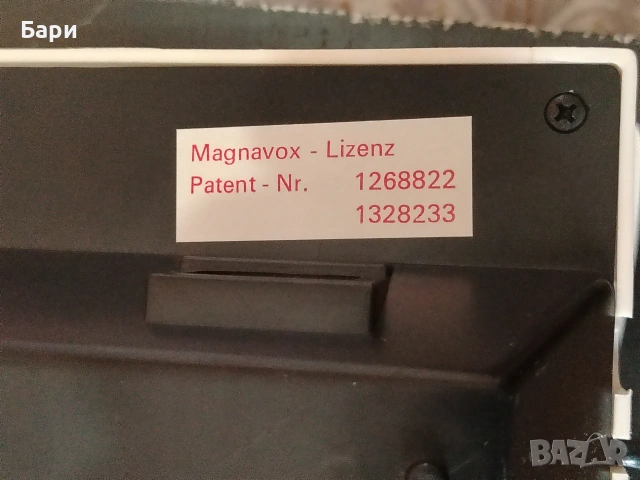 Бари
Magnavox - Lizenz
Patent - Nr. 1268822
1328233
BAZAR